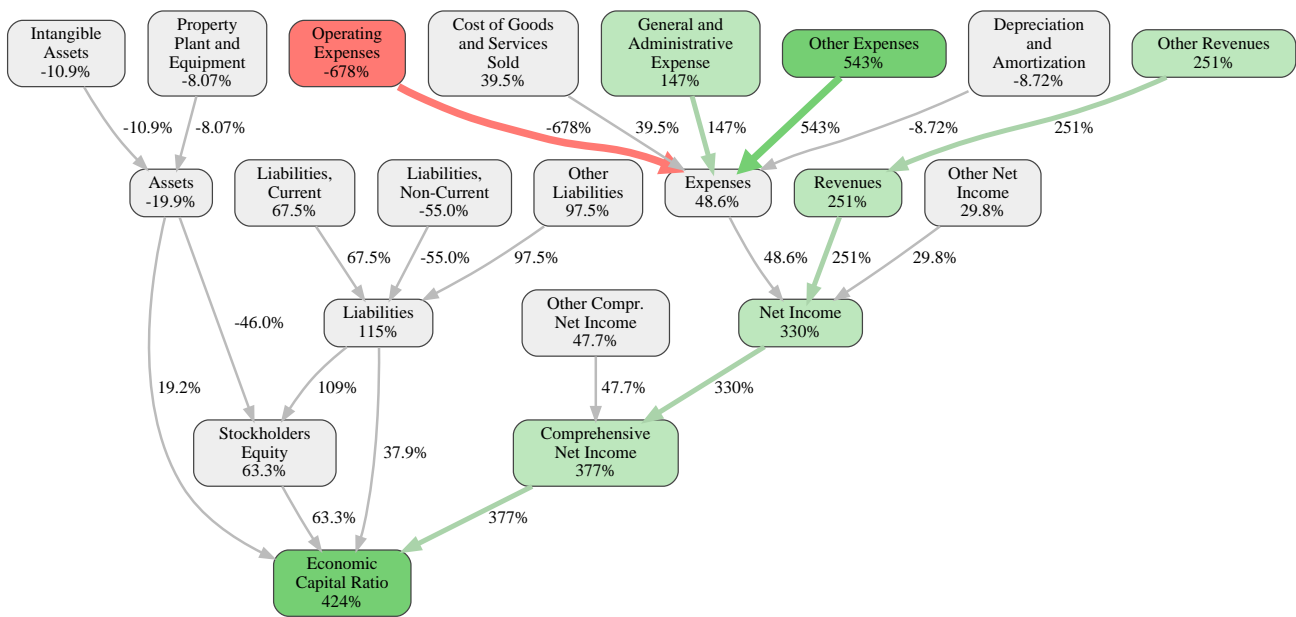 Intangible
Assets
-10.9%
Property
Plant and
Equipment
-8.07%
Operating
Expenses
-678%
Cost of Goods
and Services
Sold
39.5%
General and
Administrative
Expense
147%
Other Expenses
543%
Depreciation
and
Amortization
-8.72%
Other Revenues
251%
-10.9%
-8.07%
-678%
39.5%
147%
543%
-8.72%
251%
Assets
-19.9%
Liabilities,
Current
67.5%
Liabilities,
Non-Current
-55.0%
Other
Liabilities
97.5%
Expenses
48.6%
Revenues
251%
Other Net
Income
29.8%
67.5%
-55.0%
97.5%
48.6%
251%
29.8%
-46.0%
Liabilities
115%
Other Compr.
Net Income
47.7%
Net Income
330%
19.2%
109%
47.7%
330%
Stockholders
Equity
63.3%
37.9%
Comprehensive
Net Income
377%
63.3%
377%
Economic
Capital Ratio
424%